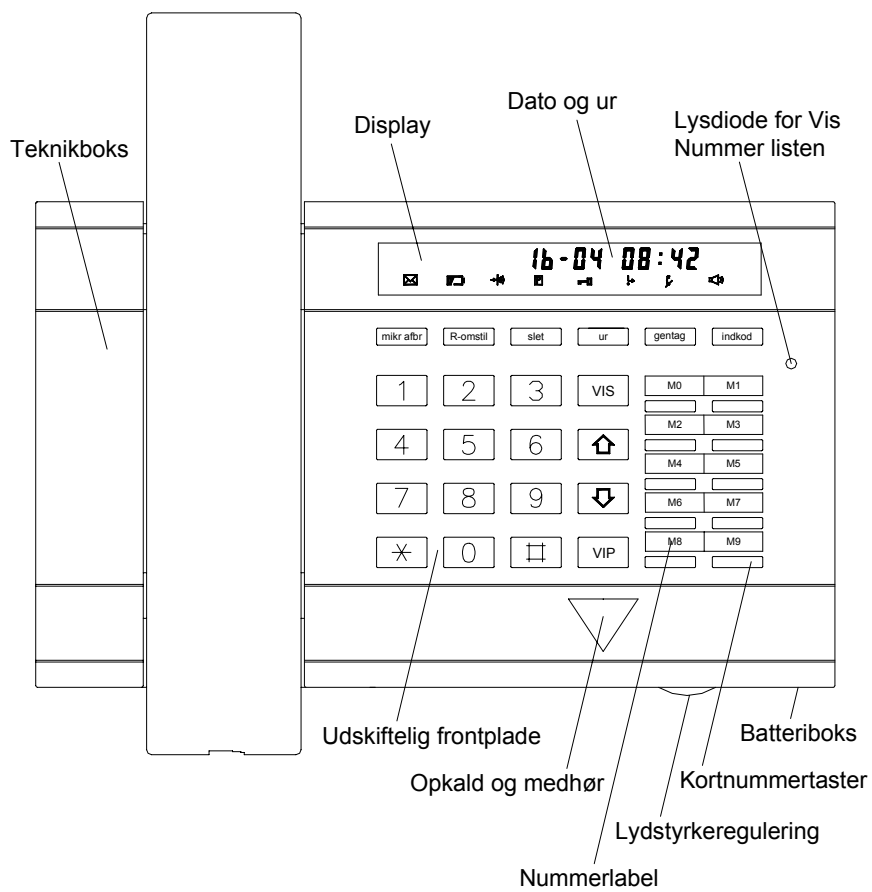 Dato og ur
Display
Lysdiode for Vis
Nummer listen
Teknikboks
16-04 08:42
mikr afbr R-omstil slet ur gentag indkod
1 2 3 VIS
M0 M1
M2 M3
4 5 6
M4 M5
7 8 9
M6 M7
* 0 # VIP
M8 M9
Udskiftelig frontplade
Batteriboks
Opkald og medhør
Kortnummertaster
Lydstyrkeregulering
Nummerlabel